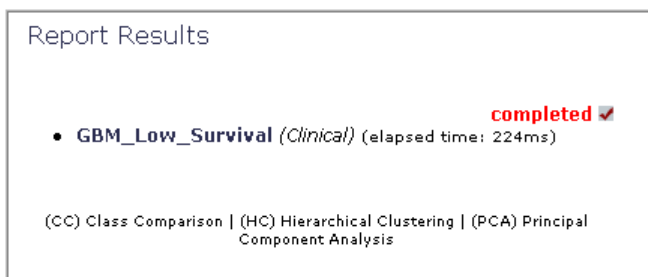 Report Results
completed
GBM_Low_Survival (Clinical) (elapsed time: 224ms)
(CC) Class Comparison | (HC) Hierarchical Clustering | (PCA) Principal
Component Analysis